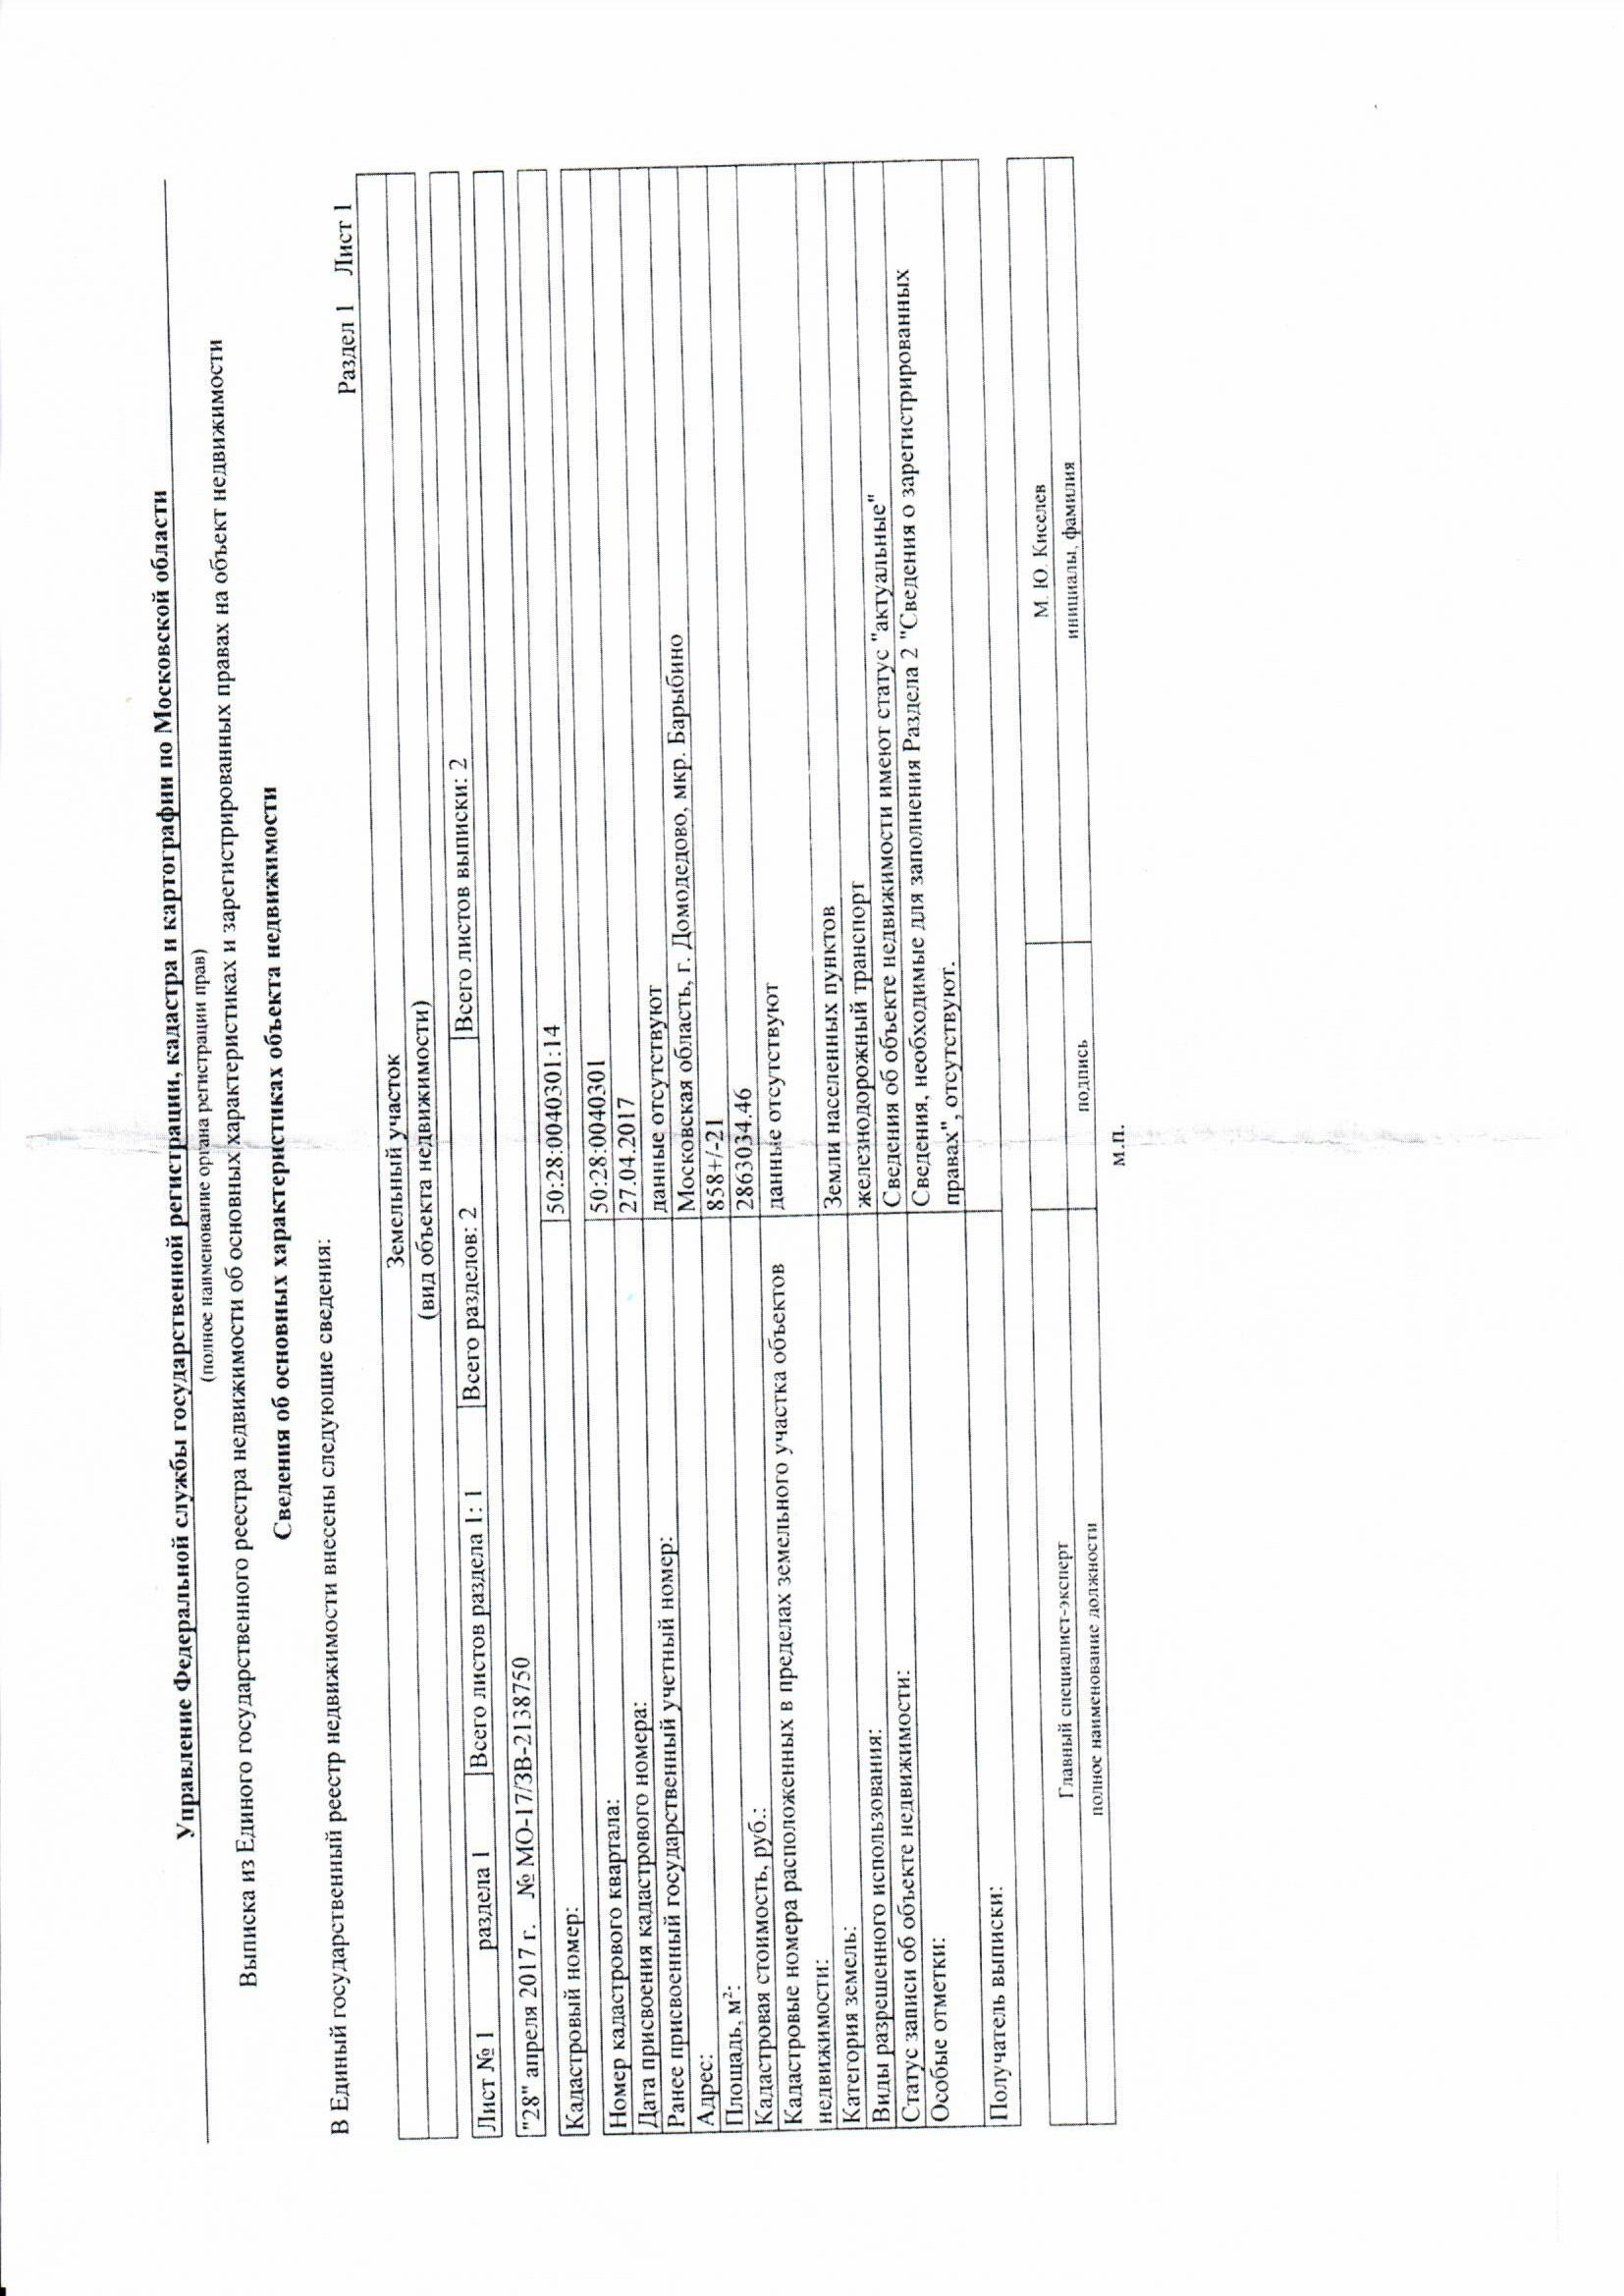 Управление Федеральной службы государственной регистрации, кадастра и картографии по Московской области
(полное наименование органа регистрации прав)
Выписка из Единого государственного реестра недвижимости об основных характеристиках и зарегистрированных правах на объект недвижимости
Сведения об основных характеристиках объекта недвижимости
В Единый государственный реестр недвижимости внесены следующие сведения:
Раздел 1 Лист 1
Земельный участок
(вид объекта недвижимости)
Лист № 1 раздела 1 Всего листов раздела 1: 1 Всего разделов: 2 Всего листов выписки: 2
"28" апреля 2017 г. № МО-17/ЗВ-2138750
Кадастровый номер: 50:28:0040301:14
Номер кадастрового квартала: 50:28:0040301
Дата присвоения кадастрового номера: 27.04.2017
Ранее присвоенный государственный учетный номер: данные отсутствуют
Адрес: Московская область, г. Домодедово, мкр. Барыбино
Площадь, м²: 858+/-21
Кадастровая стоимость, руб.: 2863034.46
Кадастровые номера расположенных в пределах земельного участка объектов данные отсутствуют
недвижимости:
Категория земель: Земли населенных пунктов
Виды разрешенного использования: железнодорожный транспорт
Статус записи об объекте недвижимости: Сведения об объекте недвижимости имеют статус "актуальные"
Особые отметки: Сведения, необходимые для заполнения Раздела 2 "Сведения о зарегистрированных
правах", отсутствуют.
Получатель выписки:
Главный специалист-эксперт М. Ю. Киселев
полное наименование должности подпись инициалы, фамилия
М.П.